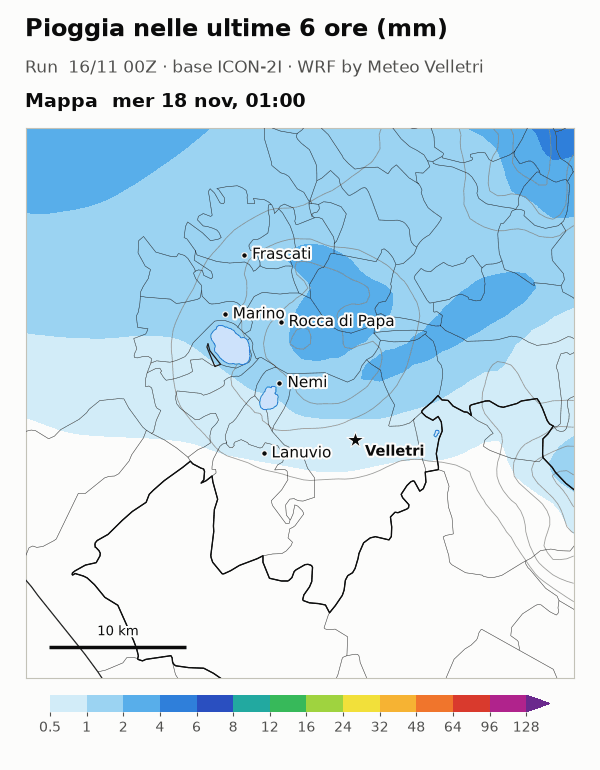 Pioggia nelle ultime 6 ore (mm)
Run  16/11 00Z · base ICON-2I · WRF by Meteo Velletri
Mappa  mer 18 nov, 01:00
Frascati
Marino
Rocca di Papa
Nemi
Velletri
Lanuvio
10 km
0.5 1 2 4 6 8 12 16 24 32 48 64 96 128